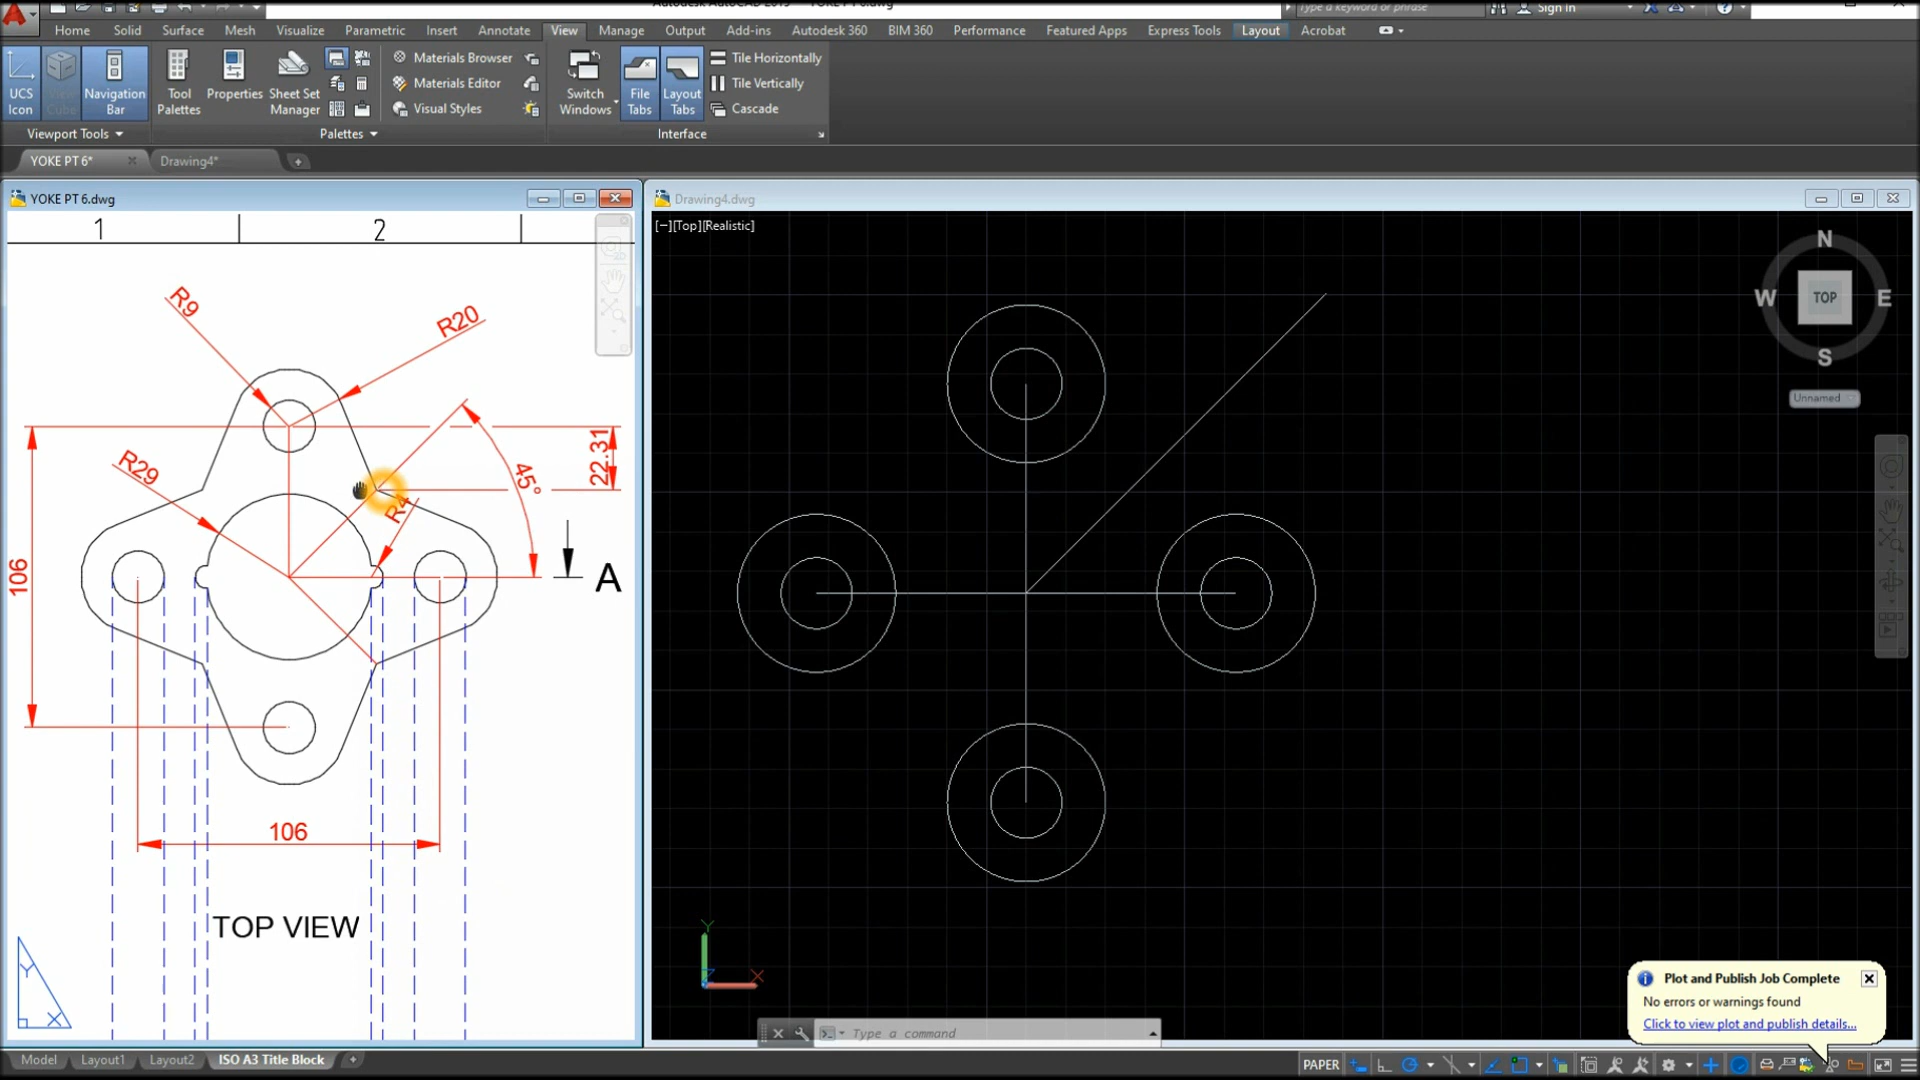 Type a keyword or phrase
Sign In
Home Solid Surface Mesh Visualize Parametric Insert Annotate View Manage Output Add-ins Autodesk 360 BIM 360 Performance Featured Apps Express Tools Layout Acrobat
UCS Icon
Navigation Bar
Tool Palettes
Properties
Sheet Set Manager
Materials Browser
Materials Editor
Visual Styles
Switch Windows
File Tabs
Layout Tabs
Tile Horizontally
Tile Vertically
Cascade
Viewport Tools
Palettes
Interface
YOKE PT 6*
Drawing4*
YOKE PT 6.dwg
Drawing4.dwg
1
2
[−][Top][Realistic]
R9
R20
R29
22.31
45°
R4
106
A
106
TOP VIEW
Y
X
N
W
TOP
E
S
Unnamed
Y
X
Type a command
Plot and Publish Job Complete
No errors or warnings found
Click to view plot and publish details...
Model
Layout1
Layout2
ISO A3 Title Block
PAPER